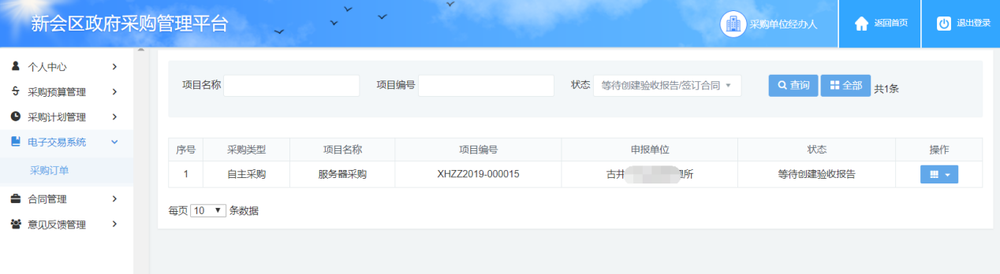 新会区政府采购管理平台
采购单位经办人
返回首页
退出登录
个人中心
采购预算管理
采购计划管理
电子交易系统
采购订单
合同管理
意见反馈管理
项目名称 项目编号 状态 等待创建验收报告/签订合同 查询 全部 共1条
序号 采购类型 项目名称 项目编号 申报单位 状态 操作
1 自主采购 服务器采购 XHZZ2019-000015 古井 所 等待创建验收报告
每页 10 条数据